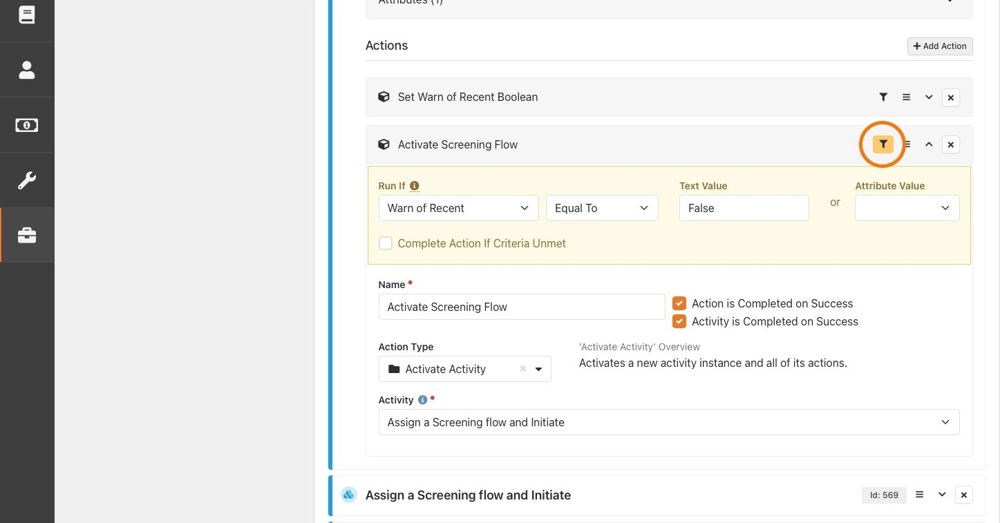 Attributes (1)
Actions
Add Action
Set Warn of Recent Boolean
Activate Screening Flow
Run If
Text Value
Attribute Value
Warn of Recent
Equal To
False
or
Complete Action If Criteria Unmet
Name
Activate Screening Flow
Action is Completed on Success
Activity is Completed on Success
Action Type
'Activate Activity' Overview
Activate Activity
Activates a new activity instance and all of its actions.
Activity
Assign a Screening flow and Initiate
Assign a Screening flow and Initiate
Id: 569